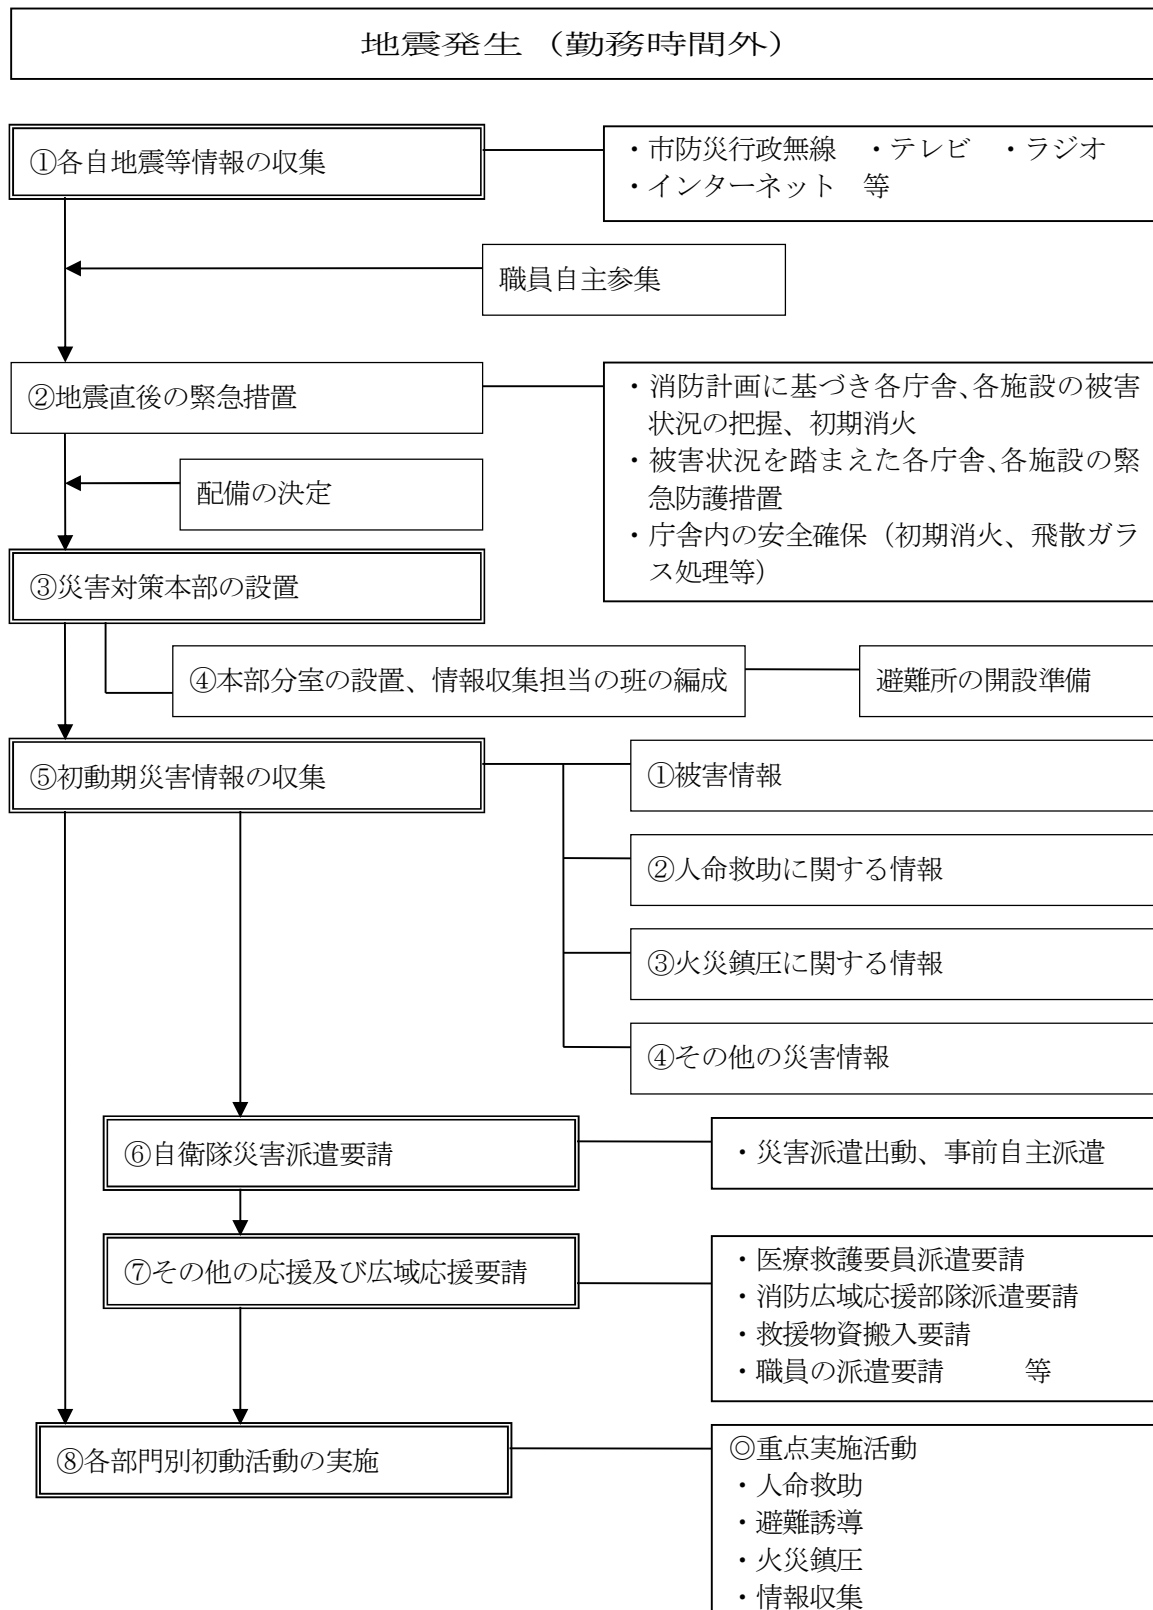 地震発生（勤務時間外）
①各自地震等情報の収集
・市防災行政無線　・テレビ　・ラジオ
・インターネット　等
職員自主参集
②地震直後の緊急措置
・消防計画に基づき各庁舎、各施設の被害
状況の把握、初期消火
・被害状況を踏まえた各庁舎、各施設の緊
急防護措置
・庁舎内の安全確保（初期消火、飛散ガラ
ス処理等）
配備の決定
③災害対策本部の設置
④本部分室の設置、情報収集担当の班の編成
避難所の開設準備
⑤初動期災害情報の収集
①被害情報
②人命救助に関する情報
③火災鎮圧に関する情報
④その他の災害情報
⑥自衛隊災害派遣要請
・災害派遣出動、事前自主派遣
⑦その他の応援及び広域応援要請
・医療救護要員派遣要請
・消防広域応援部隊派遣要請
・救援物資搬入要請
・職員の派遣要請　　　等
⑧各部門別初動活動の実施
◎重点実施活動
・人命救助
・避難誘導
・火災鎮圧
・情報収集